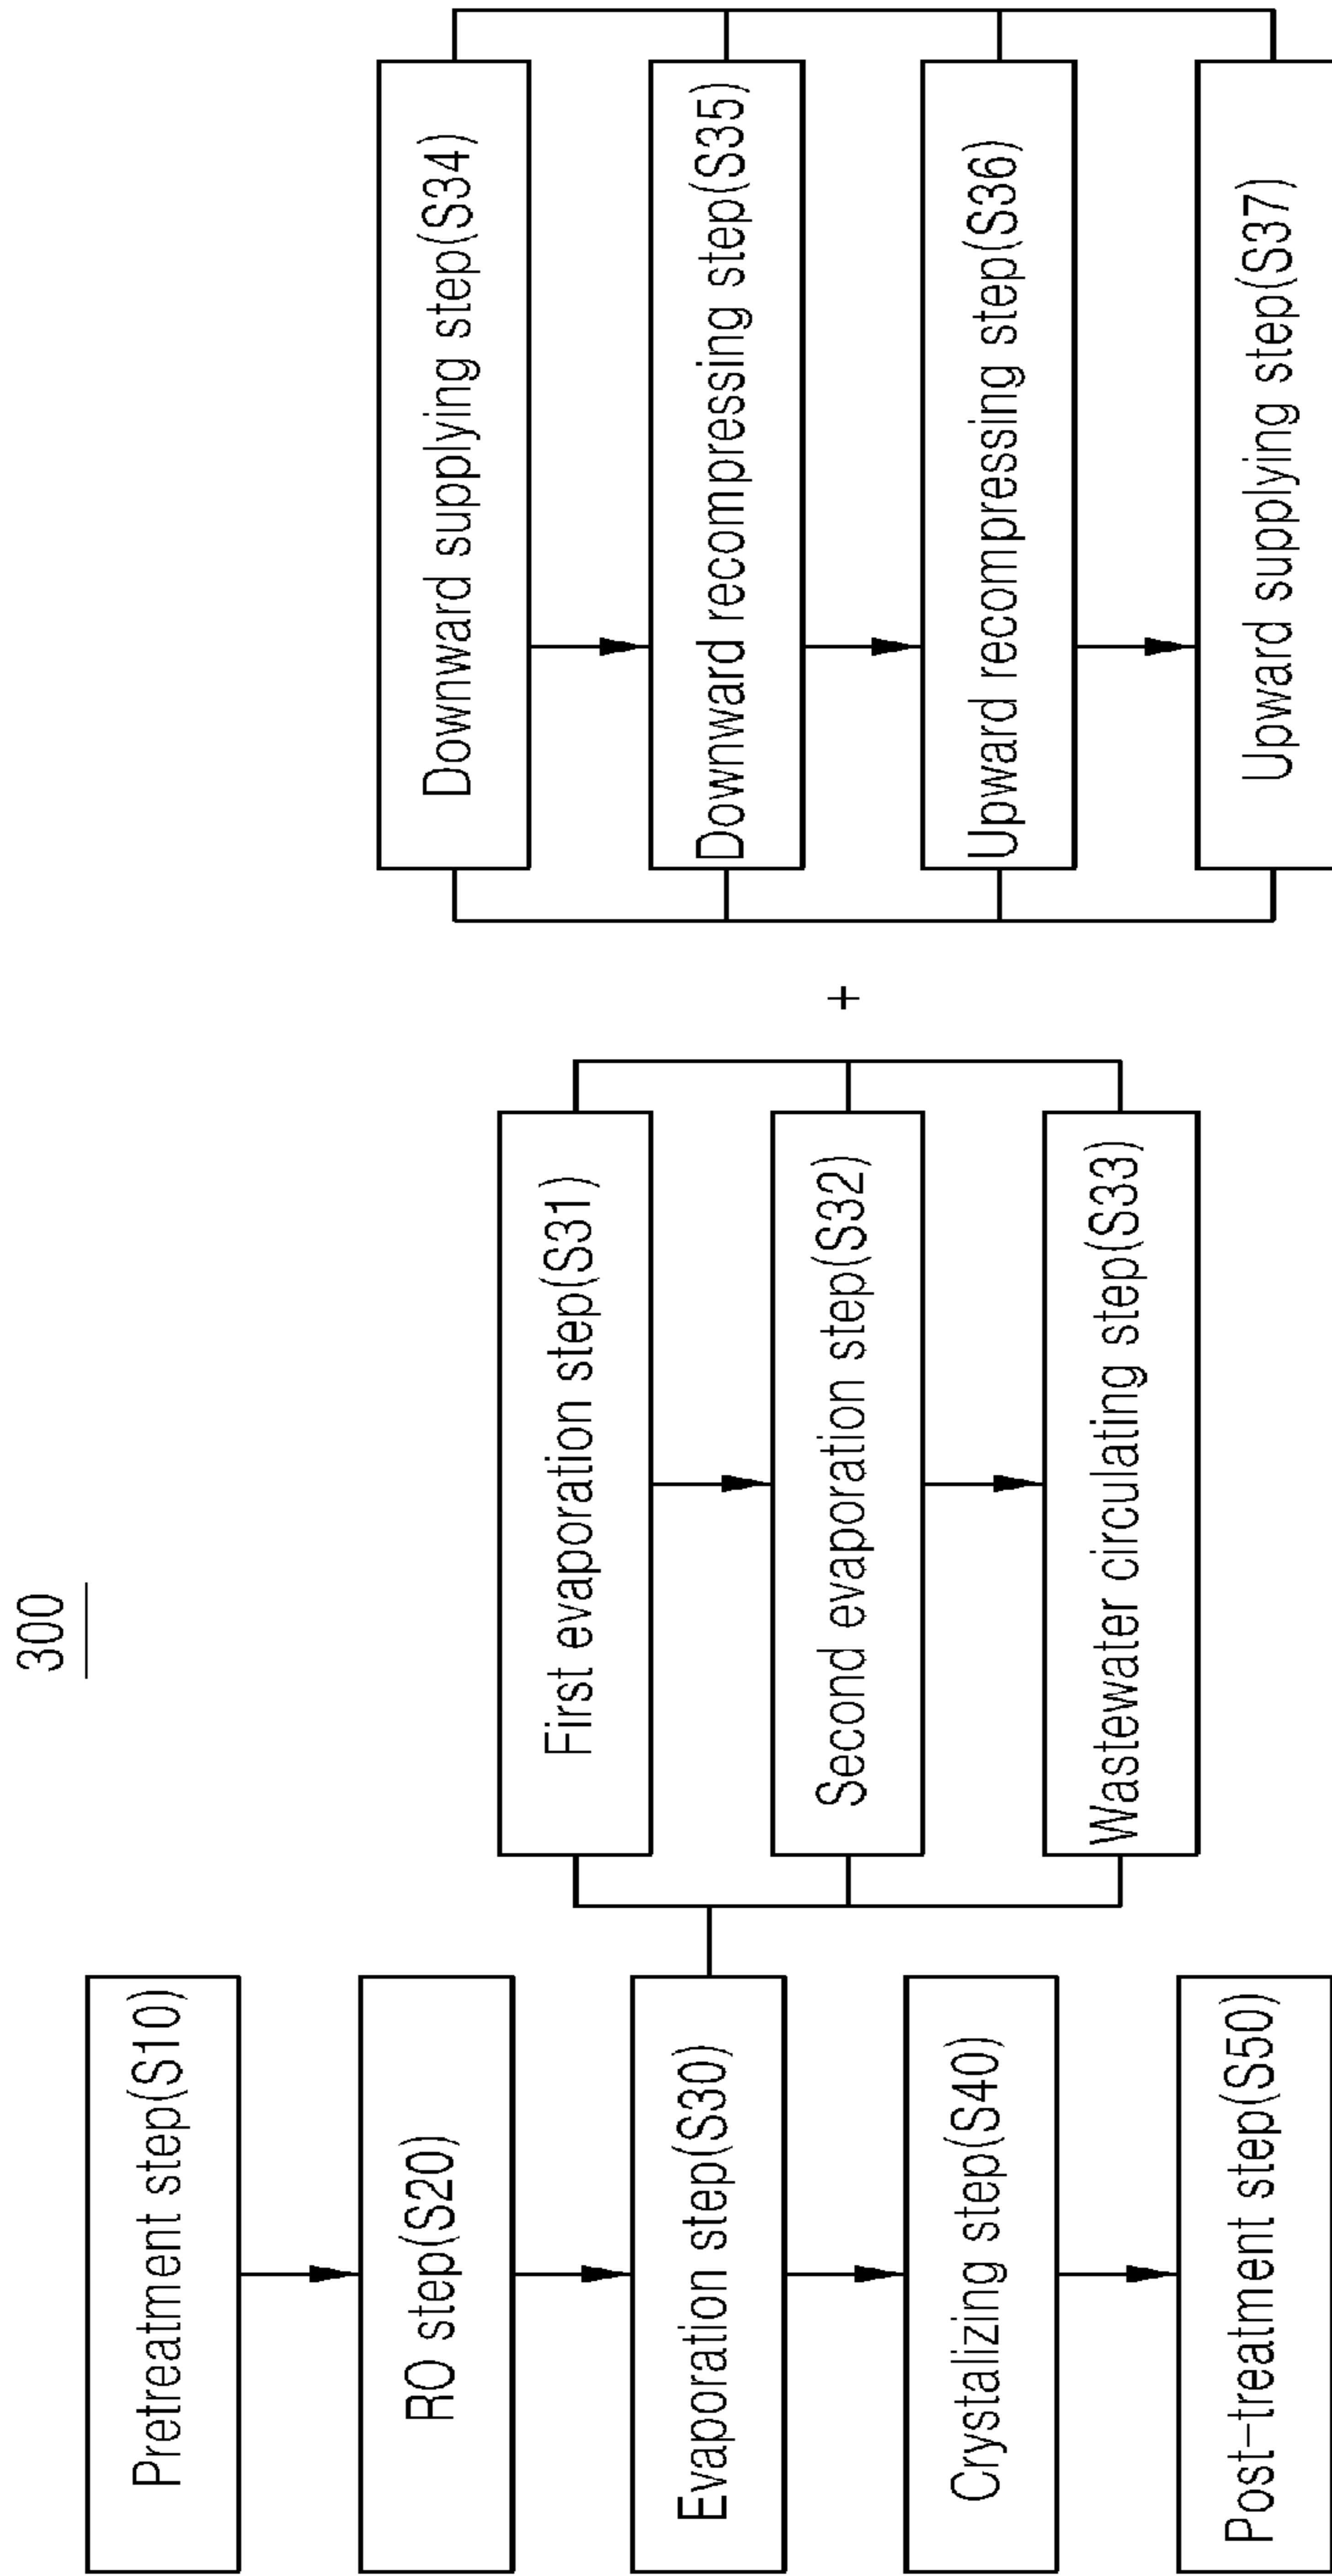 300
Pretreatment step(S10)
RO step(S20)
Evaporation step(S30)
Crystalizing step(S40)
Post-treatment step(S50)
First evaporation step(S31)
Second evaporation step(S32)
Wastewater circulating step(S33)
+
Downward supplying step(S34)
Downward recompressing step(S35)
Upward recompressing step(S36)
Upward supplying step(S37)